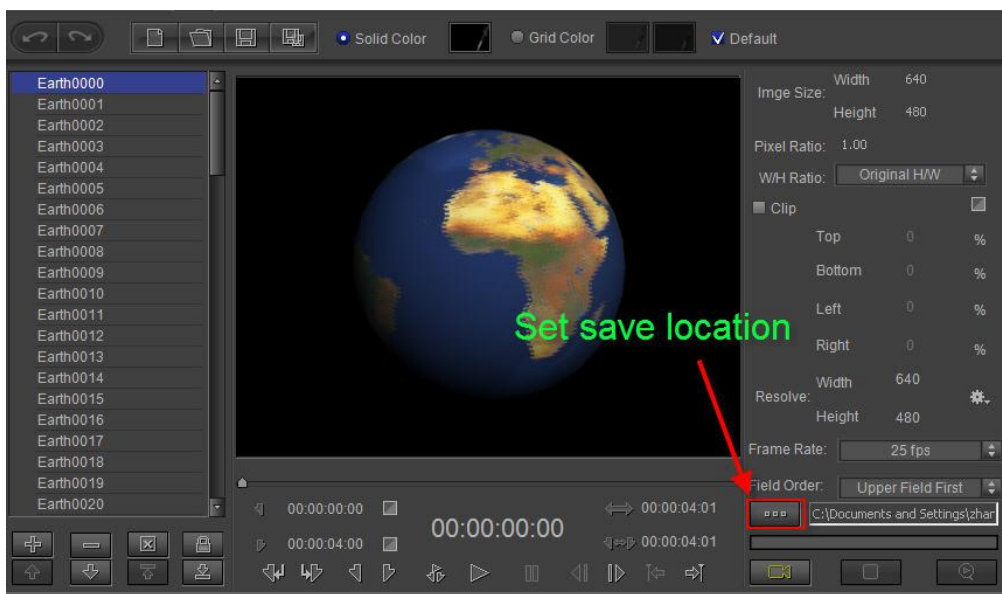 Solid Color
Grid Color
Default
Earth0000
Earth0001
Earth0002
Earth0003
Earth0004
Earth0005
Earth0006
Earth0007
Earth0008
Earth0009
Earth0010
Earth0011
Earth0012
Earth0013
Earth0014
Earth0015
Earth0016
Earth0017
Earth0018
Earth0019
Earth0020
Set save location
00:00:00:00
00:00:04:00
00:00:00:00
00:00:04:01
00:00:04:01
Imge Size:
Width 640
Height 480
Pixel Ratio: 1.00
W/H Ratio: Original H/W
Clip
Top 0 %
Bottom 0 %
Left 0 %
Right 0 %
Resolve:
Width 640
Height 480
Frame Rate: 25 fps
Field Order: Upper Field First
C:\Documents and Settings\zhan